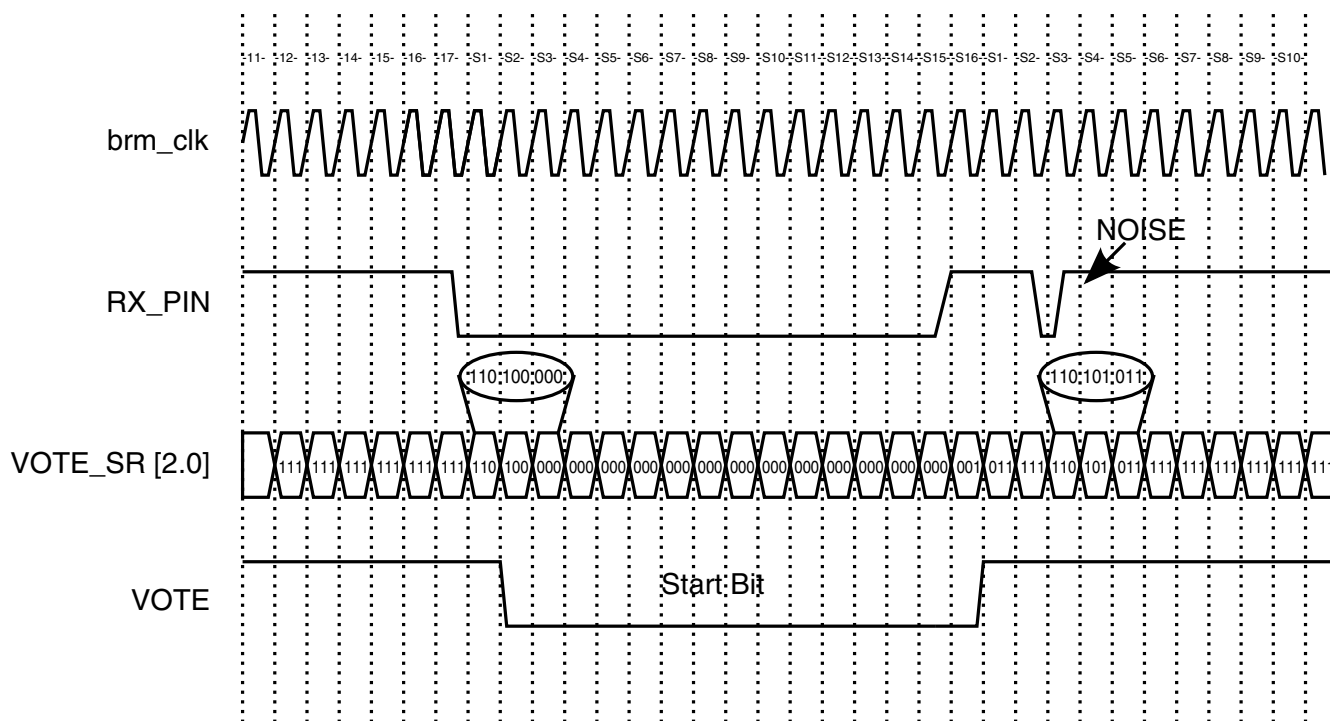 -11- -12- -13- -14- -15- -16- -17- -S1- -S2- -S3- -S4- -S5- -S6- -S7- -S8- -S9- -S10- -S11- -S12- -S13- -S14- -S15- -S16- -S1- -S2- -S3- -S4- -S5- -S6- -S7- -S8- -S9- -S10-
brm_clk
NOISE
RX_PIN
110 100 000 110 101 011
VOTE_SR [2.0] 111 111 111 111 111 111 110 100 000 000 000 000 000 000 000 000 000 000 000 000 000 001 011 111 110 101 011 111 111 111 111 111 111
Start Bit
VOTE